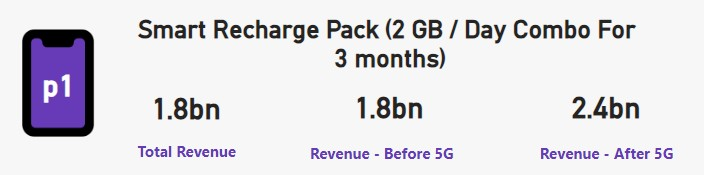 Smart Recharge Pack (2 GB / Day Combo For
3 months)
p1
1.8bn 1.8bn 2.4bn
Total Revenue Revenue - Before 5G Revenue - After 5G